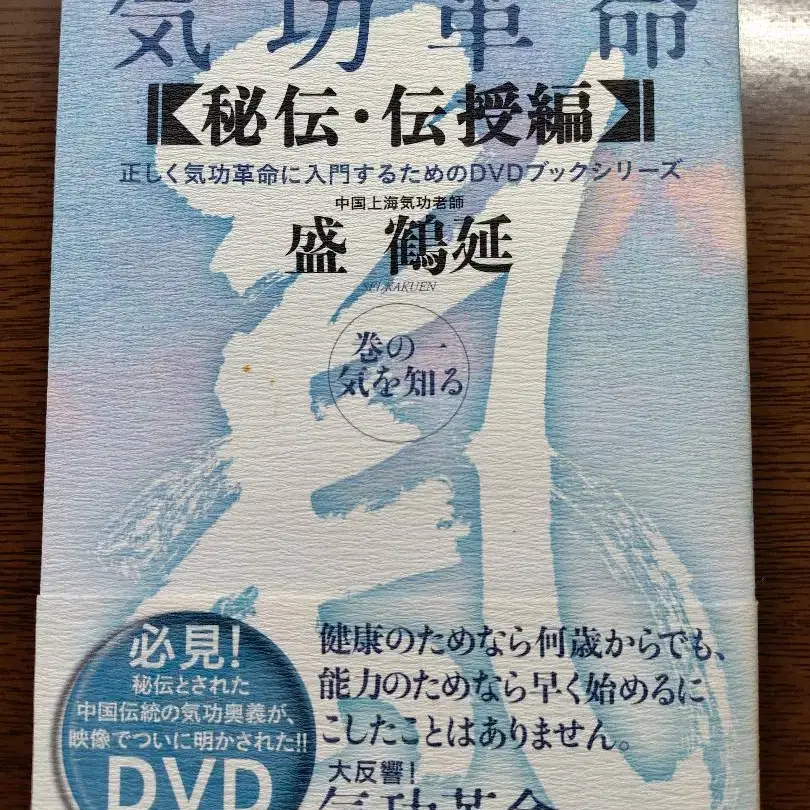 気功革命
秘伝・伝授編
正しく気功革命に入門するためのDVDブックシリーズ
中国上海気功老師
盛 鶴延
SEI KAKUEN
巻の一
気を知る
必見!
秘伝とされた
中国伝統の気功奥義が、
映像でついに明かされた!!
DVD
健康のためなら何歳からでも、
能力のためなら早く始めるに
こしたことはありません。
大反響!
気功革命